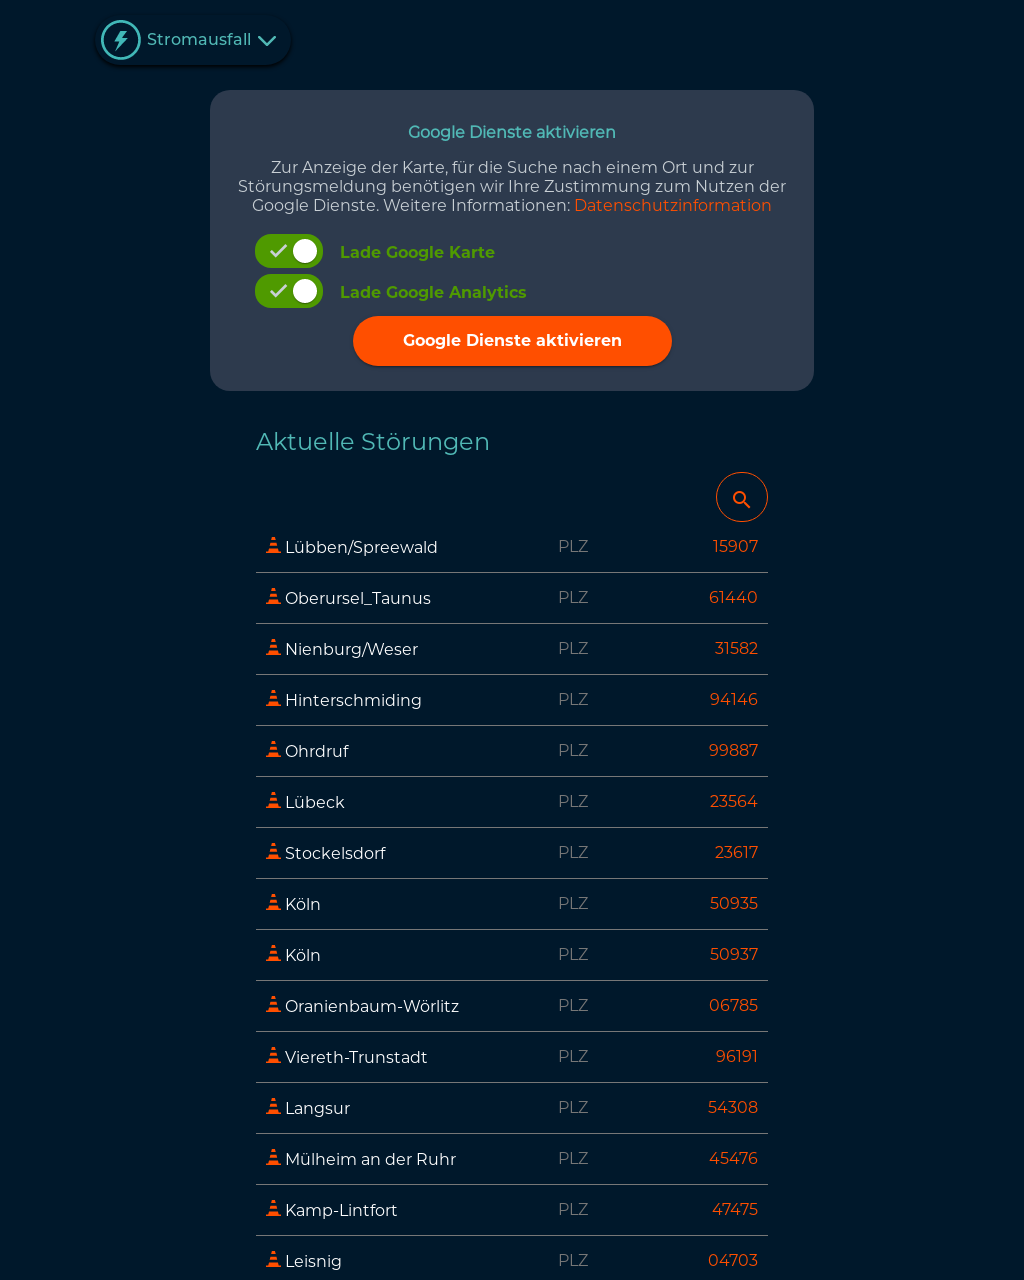 Stromausfall
Google Dienste aktivieren
Zur Anzeige der Karte, für die Suche nach einem Ort und zur
Störungsmeldung benötigen wir Ihre Zustimmung zum Nutzen der
Google Dienste. Weitere Informationen: Datenschutzinformation
Lade Google Karte
Lade Google Analytics
Google Dienste aktivieren
Aktuelle Störungen
Lübben/Spreewald PLZ 15907
Oberursel_Taunus PLZ 61440
Nienburg/Weser PLZ 31582
Hinterschmiding PLZ 94146
Ohrdruf PLZ 99887
Lübeck PLZ 23564
Stockelsdorf PLZ 23617
Köln PLZ 50935
Köln PLZ 50937
Oranienbaum-Wörlitz PLZ 06785
Viereth-Trunstadt PLZ 96191
Langsur PLZ 54308
Mülheim an der Ruhr PLZ 45476
Kamp-Lintfort PLZ 47475
Leisnig PLZ 04703